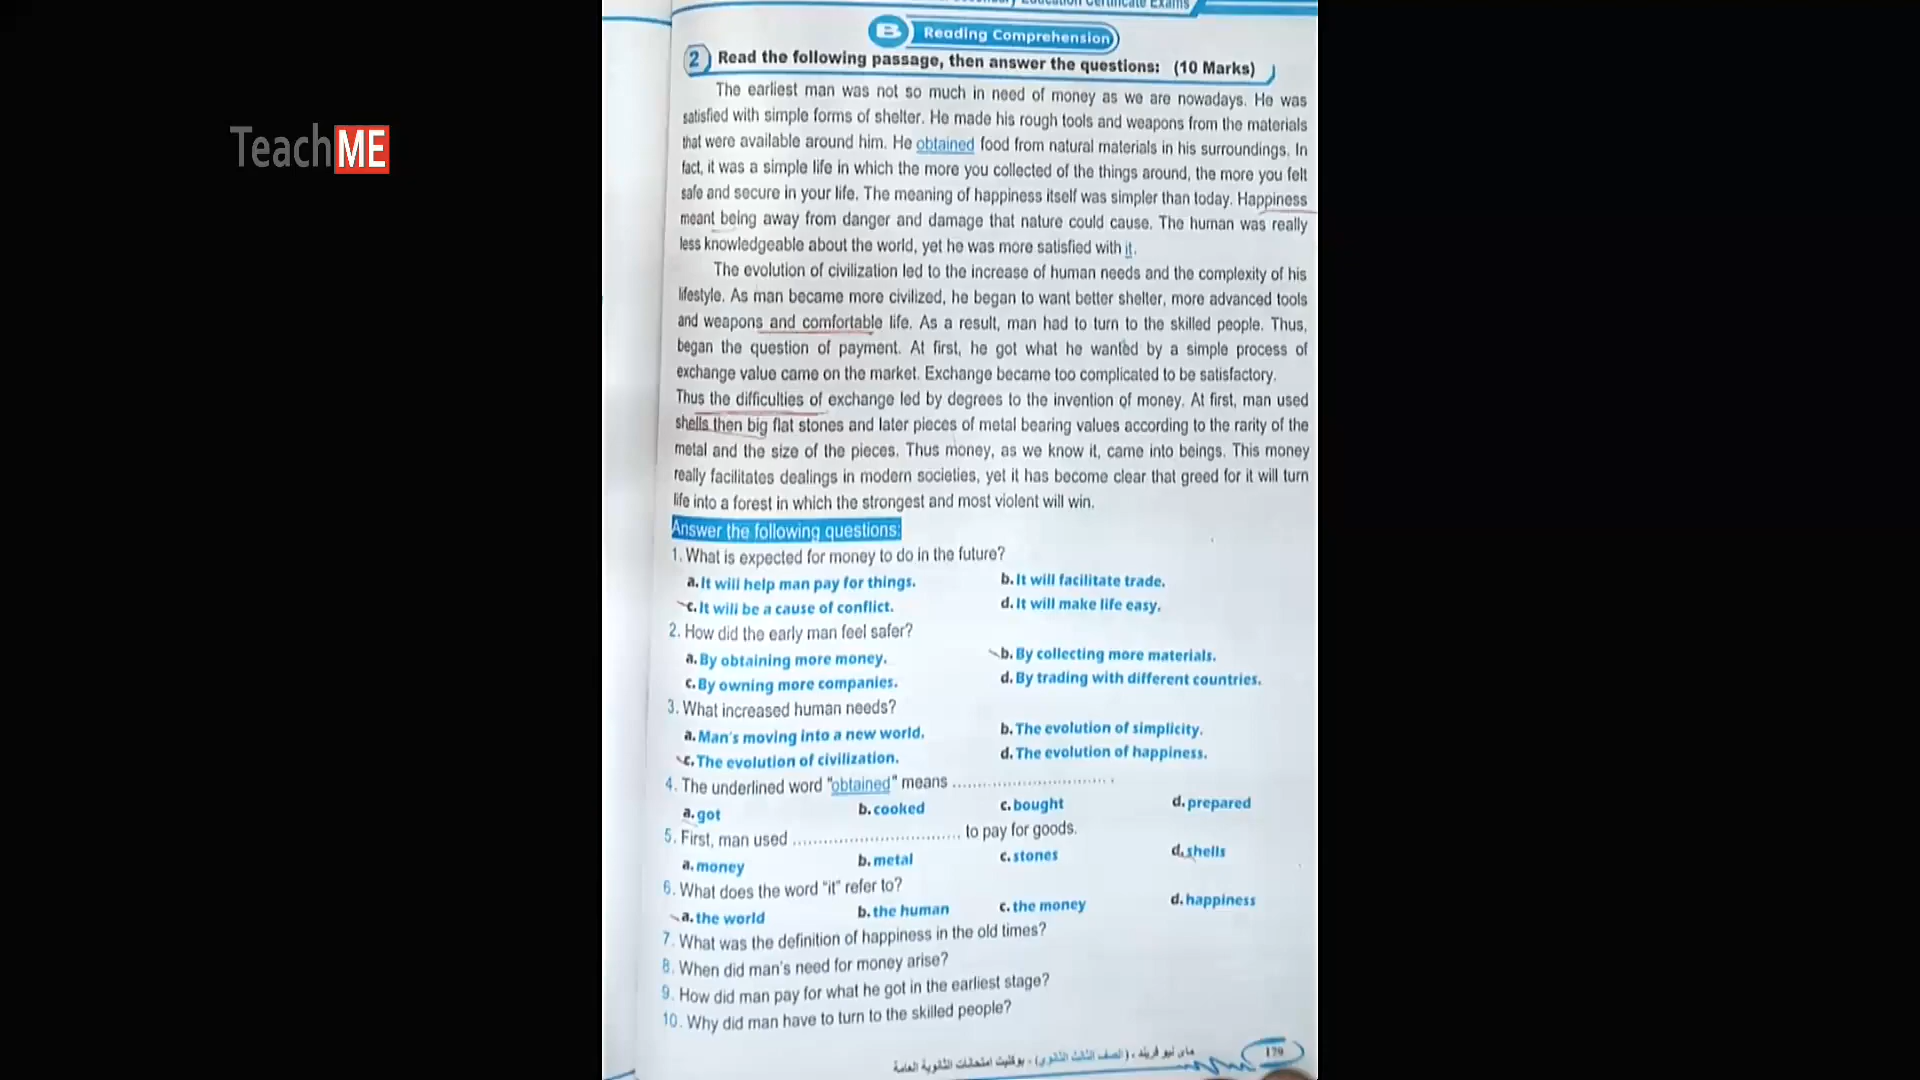 TeachME
Secondary Education Certificate Exams
B Reading Comprehension
2 Read the following passage, then answer the questions: (10 Marks)
The earliest man was not so much in need of money as we are nowadays. He was
satisfied with simple forms of shelter. He made his rough tools and weapons from the materials
that were available around him. He obtained food from natural materials in his surroundings. In
fact, it was a simple life in which the more you collected of the things around, the more you felt
safe and secure in your life. The meaning of happiness itself was simpler than today. Happiness
meant being away from danger and damage that nature could cause. The human was really
less knowledgeable about the world, yet he was more satisfied with it.
The evolution of civilization led to the increase of human needs and the complexity of his
lifestyle. As man became more civilized, he began to want better shelter, more advanced tools
and weapons and comfortable life. As a result, man had to turn to the skilled people. Thus,
began the question of payment. At first, he got what he wanted by a simple process of
exchange value came on the market. Exchange became too complicated to be satisfactory.
Thus the difficulties of exchange led by degrees to the invention of money. At first, man used
shells then big flat stones and later pieces of metal bearing values according to the rarity of the
metal and the size of the pieces. Thus money, as we know it, came into beings. This money
really facilitates dealings in modern societies, yet it has become clear that greed for it will turn
life into a forest in which the strongest and most violent will win.
Answer the following questions:
1. What is expected for money to do in the future?
a. It will help man pay for things. b. It will facilitate trade.
c. It will be a cause of conflict. d. It will make life easy.
2. How did the early man feel safer?
a. By obtaining more money. b. By collecting more materials.
c. By owning more companies. d. By trading with different countries.
3. What increased human needs?
a. Man's moving into a new world. b. The evolution of simplicity.
c. The evolution of civilization. d. The evolution of happiness.
4. The underlined word "obtained" means ............................ .
a. got b. cooked c. bought d. prepared
5. First, man used ............................. to pay for goods.
a. money b. metal c. stones d. shells
6. What does the word "it" refer to?
a. the world b. the human c. the money d. happiness
7. What was the definition of happiness in the old times?
8. When did man's need for money arise?
9. How did man pay for what he got in the earliest stage?
10. Why did man have to turn to the skilled people?
ماى نيو فريند - (الصف الثالث الثانوى) - بوكليت امتحانات الثانوية العامة
179